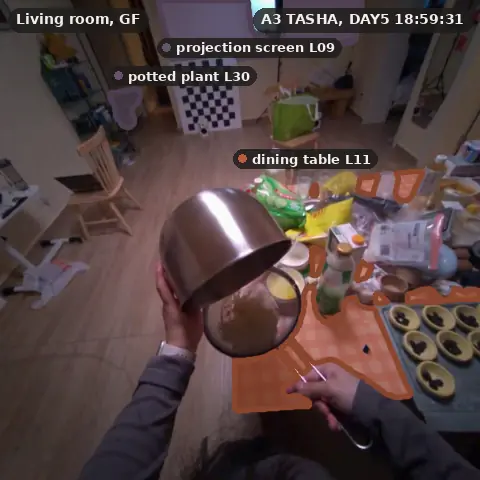 Living room, GF
A3 TASHA, DAY5 18:59:31
projection screen L09
potted plant L30
dining table L11